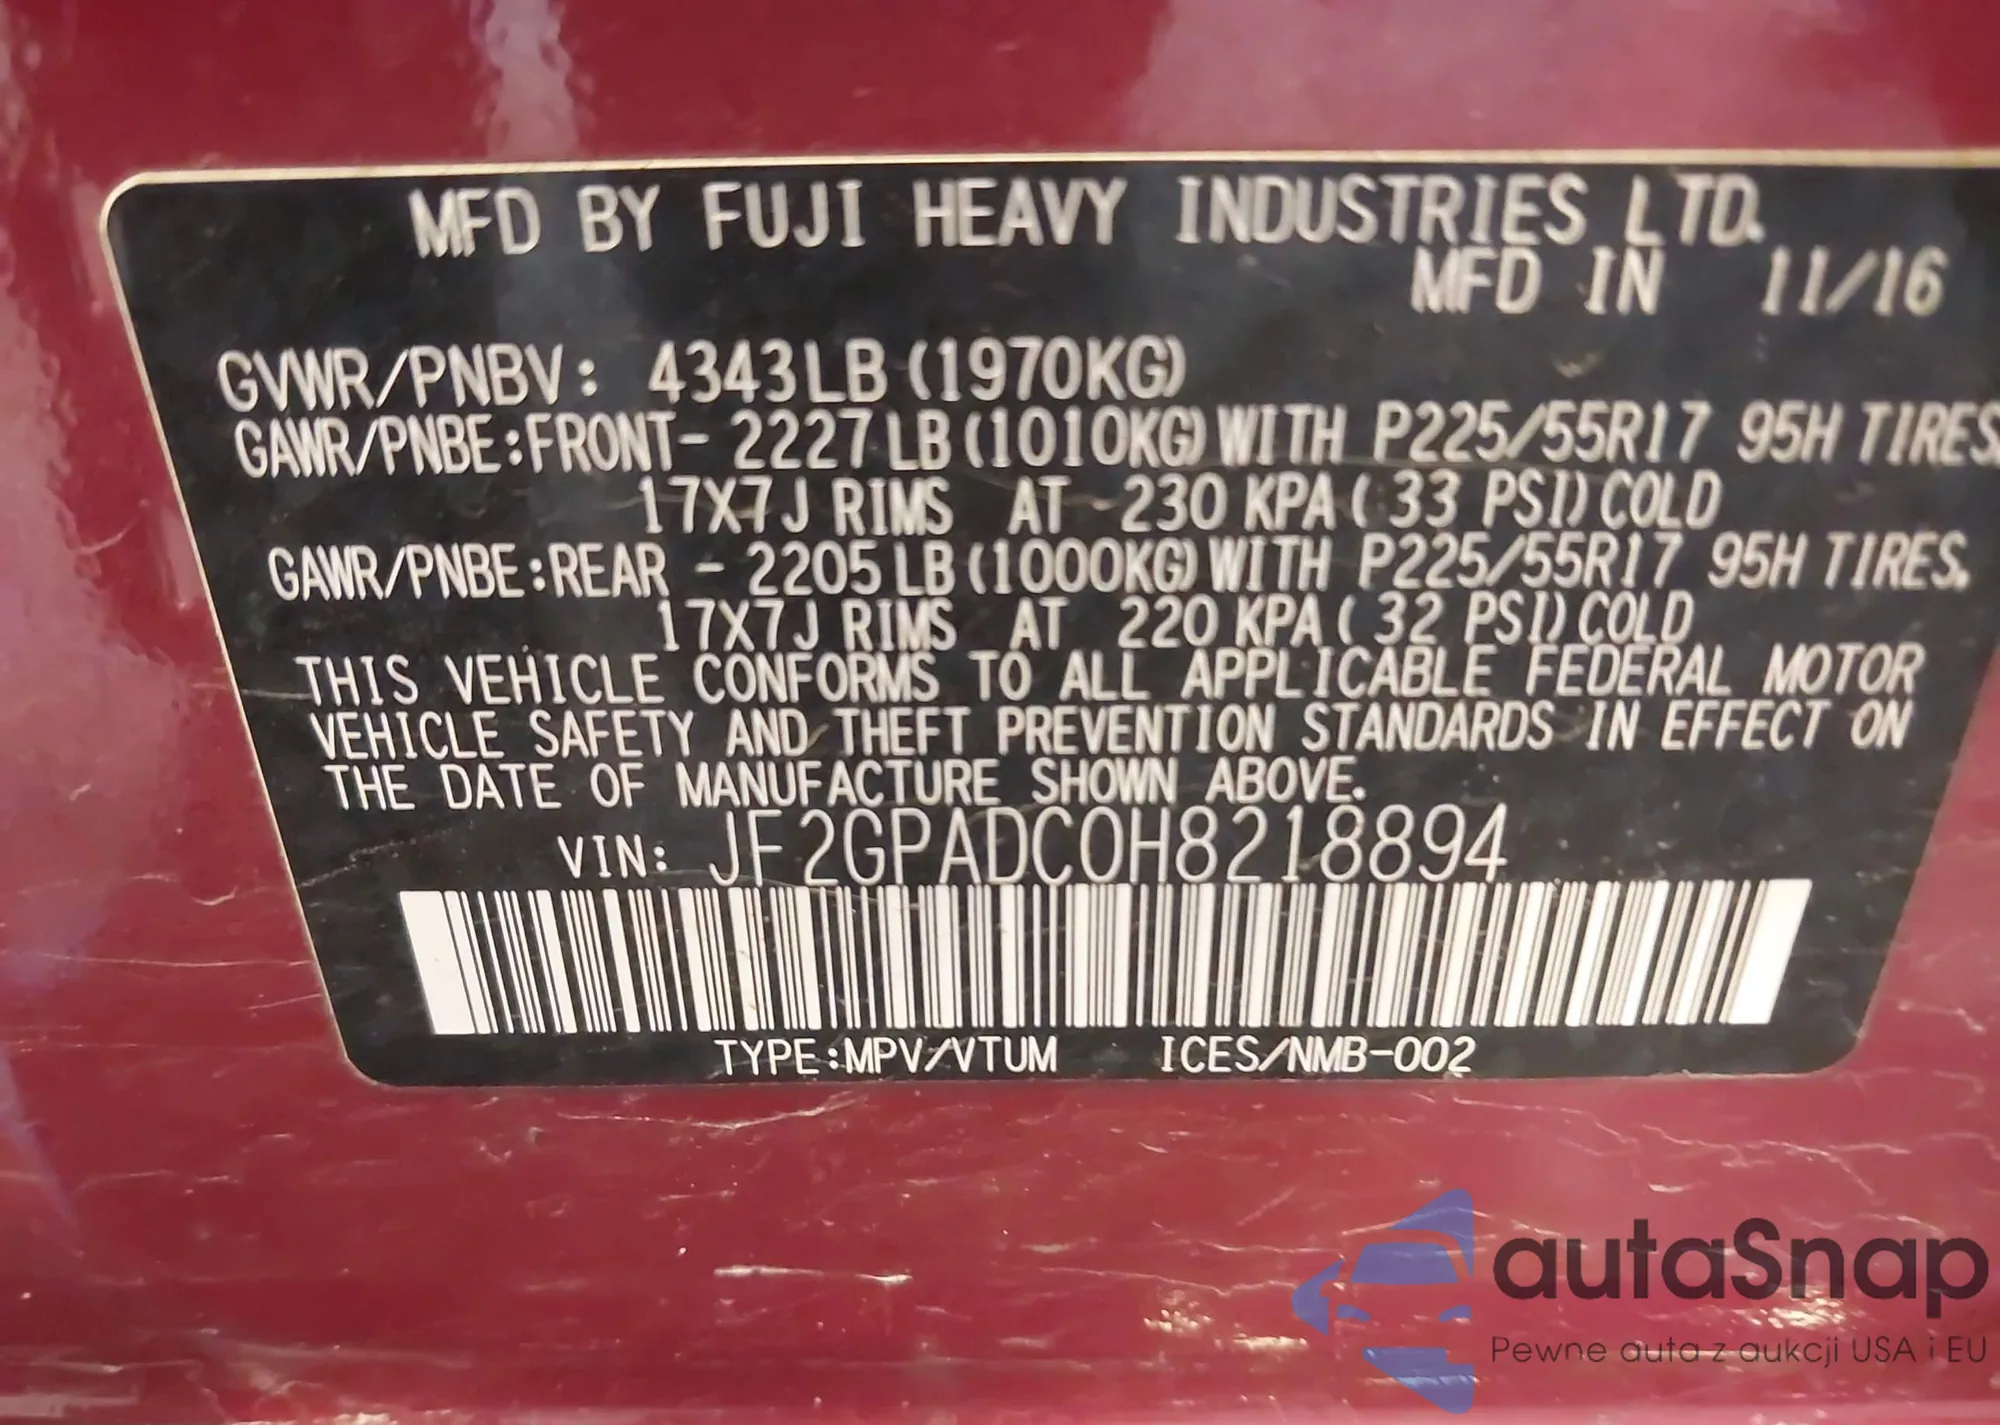 MFD BY FUJI HEAVY INDUSTRIES LTD.
MFD IN 11/16
GVWR/PNBV: 4343LB (1970KG)
GAWR/PNBE:FRONT- 2227LB (1010KG) WITH P225/55R17 95H TIRES,
17X7J RIMS AT 230 KPA ( 33 PSI) COLD
GAWR/PNBE:REAR - 2205LB (1000KG) WITH P225/55R17 95H TIRES,
17X7J RIMS AT 220 KPA ( 32 PSI) COLD
THIS VEHICLE CONFORMS TO ALL APPLICABLE FEDERAL MOTOR
VEHICLE SAFETY AND THEFT PREVENTION STANDARDS IN EFFECT ON
THE DATE OF MANUFACTURE SHOWN ABOVE.
VIN: JF2GPADC0H8218894
TYPE:MPV/VTUM ICES/NMB-002
autaSnap
Pewne auta z aukcji USA i EU